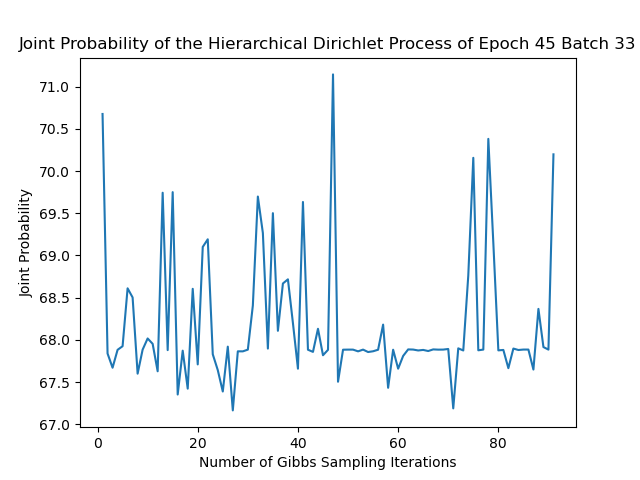 Joint Probability of the Hierarchical Dirichlet Process of Epoch 45 Batch 33
71.0
70.5
70.0
69.5
69.0
68.5
68.0
67.5
67.0
Joint Probability
0 20 40 60 80
Number of Gibbs Sampling Iterations